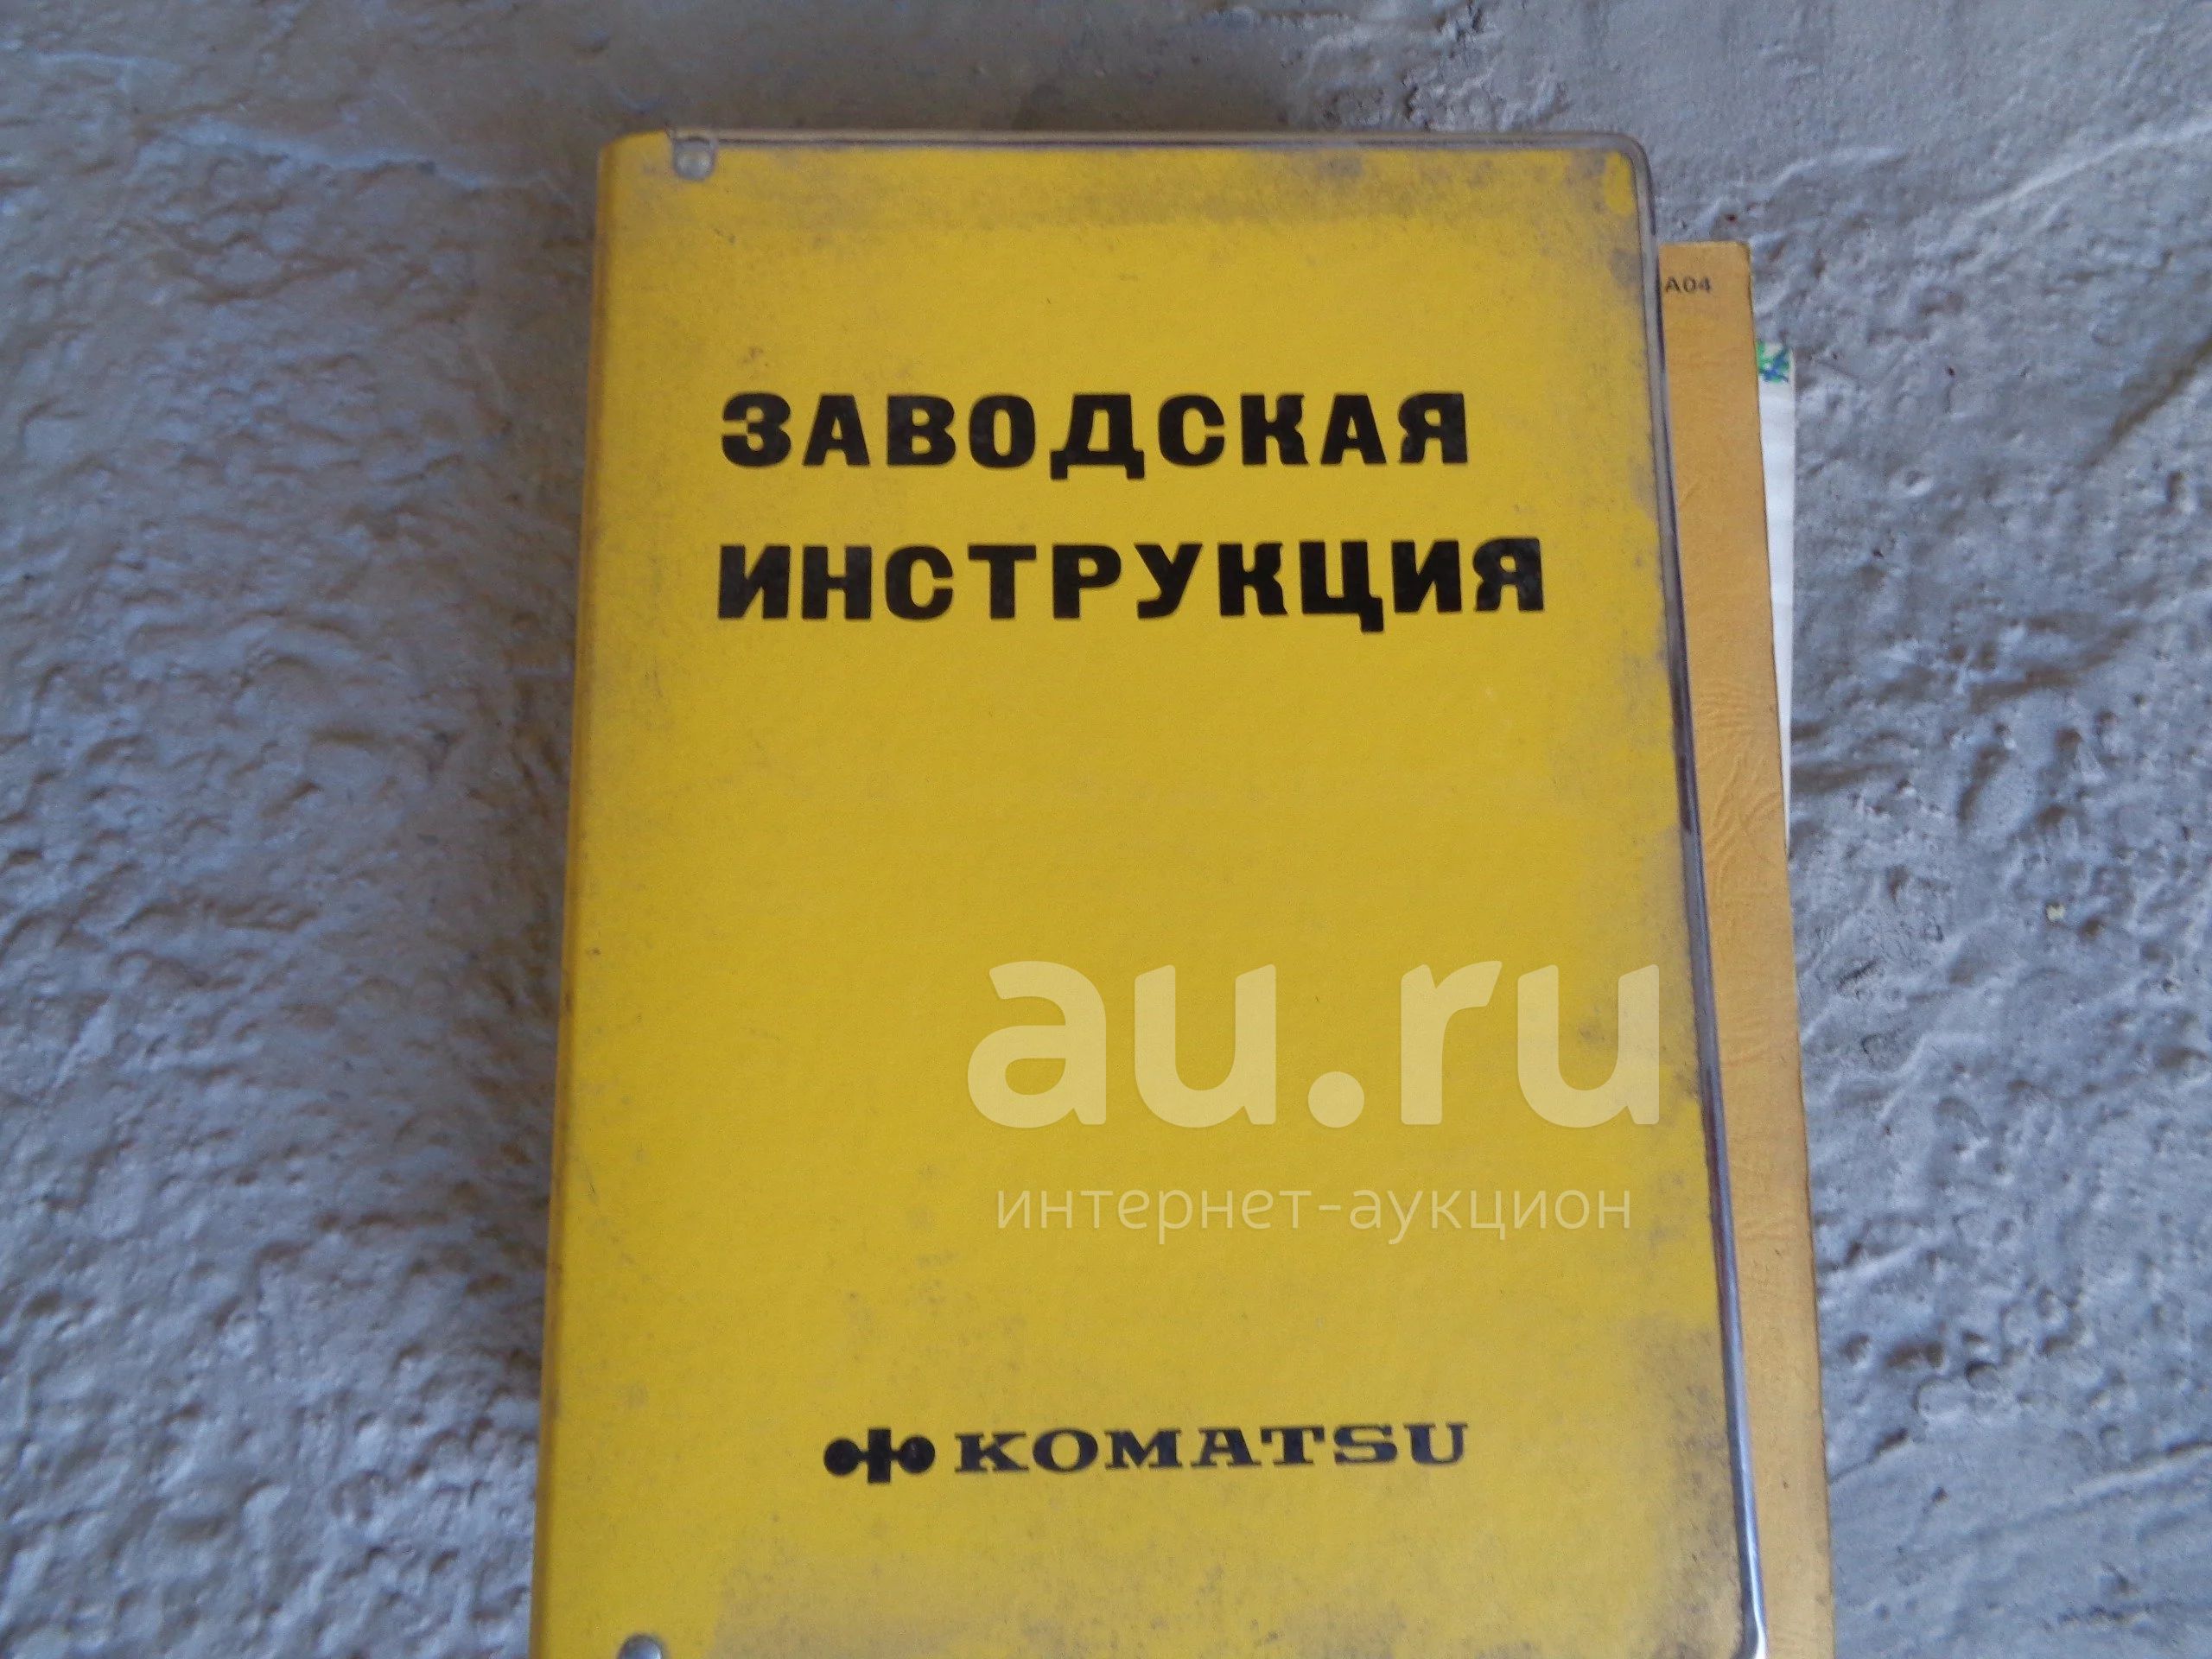 A04
ЗАВОДСКАЯ
ИНСТРУКЦИЯ
au.ru
интернет-аукцион
KOMATSU